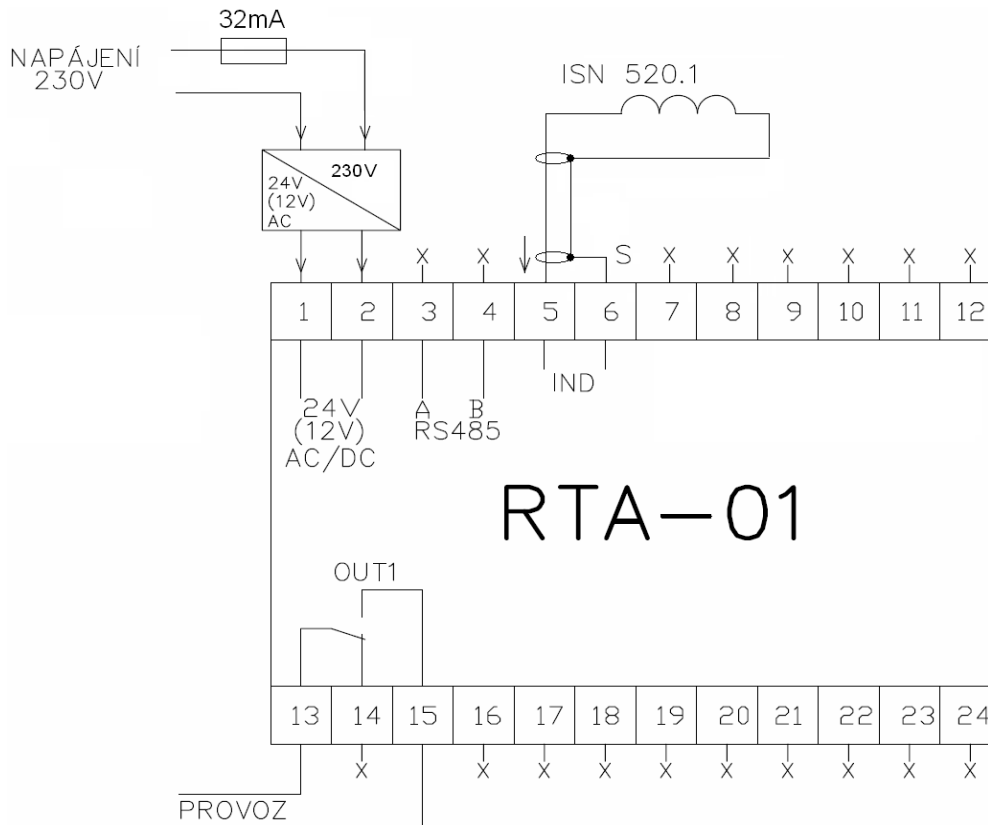 32mA
NAPÁJENÍ
230V
ISN 520.1
230V
24V
(12V)
AC
X X S X X X X X X
1 2 3 4 5 6 7 8 9 10 11 12
IND
24V
(12V)
AC/DC
A B
RS485
RTA-01
OUT1
13 14 15 16 17 18 19 20 21 22 23 24
X X X X X X X X X X
PROVOZ